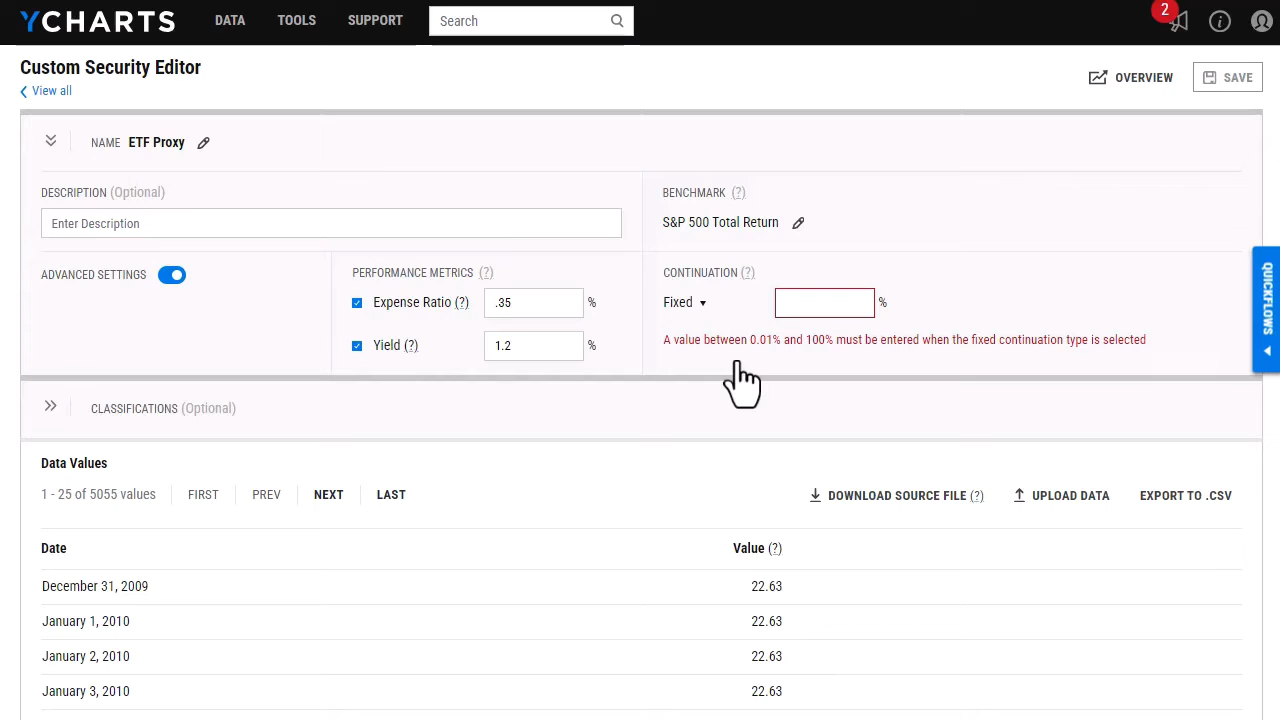 YCHARTS DATA TOOLS SUPPORT Search 2
Custom Security Editor
View all
OVERVIEW SAVE
NAME ETF Proxy
DESCRIPTION (Optional) BENCHMARK (?)
Enter Description S&P 500 Total Return
ADVANCED SETTINGS PERFORMANCE METRICS (?) CONTINUATION (?)
Expense Ratio (?) .35 % Fixed %
A value between 0.01% and 100% must be entered when the fixed continuation type is selected
Yield (?) 1.2 %
QUICKFLOWS
CLASSIFICATIONS (Optional)
Data Values
1 - 25 of 5055 values FIRST PREV NEXT LAST DOWNLOAD SOURCE FILE (?) UPLOAD DATA EXPORT TO .CSV
Date Value (?)
December 31, 2009 22.63
January 1, 2010 22.63
January 2, 2010 22.63
January 3, 2010 22.63